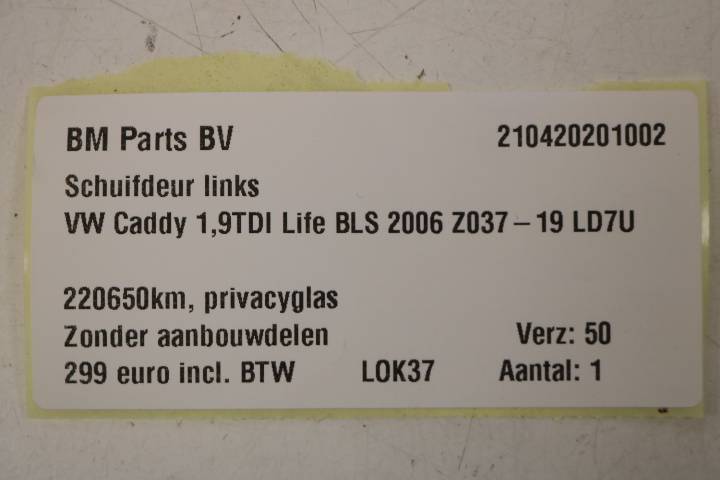 BM Parts BV 210420201002
Schuifdeur links
VW Caddy 1,9TDI Life BLS 2006 Z037 – 19 LD7U
220650km, privacyglas
Zonder aanbouwdelen Verz: 50
299 euro incl. BTW LOK37 Aantal: 1